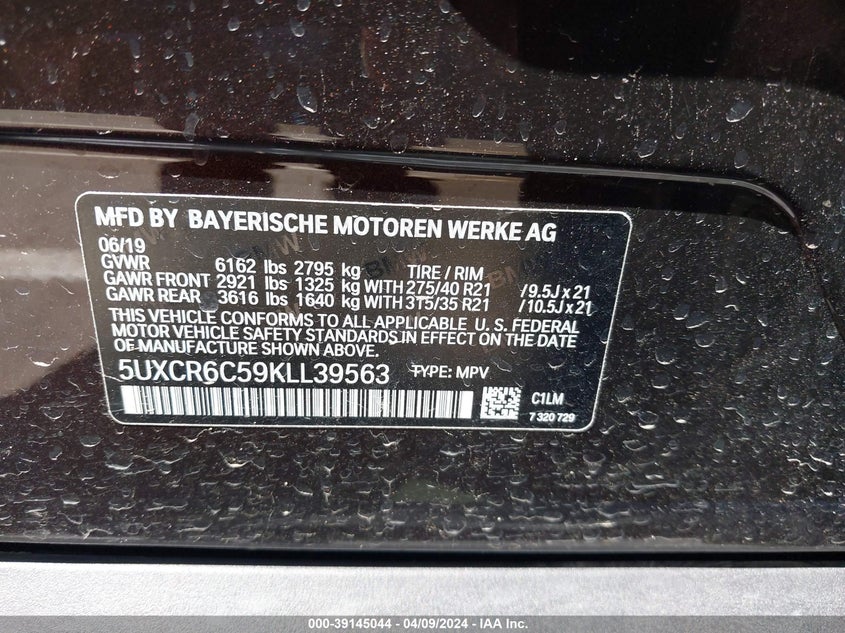 MFD BY BAYERISCHE MOTOREN WERKE AG
06/19
GVWR 6162 lbs 2795 kg TIRE / RIM
GAWR FRONT 2921 lbs 1325 kg WITH 275/40 R21 /9.5J x 21
GAWR REAR 3616 lbs 1640 kg WITH 315/35 R21 /10.5J x 21
THIS VEHICLE CONFORMS TO ALL APPLICABLE U. S. FEDERAL
MOTOR VEHICLE SAFETY STANDARDS IN EFFECT ON THE DATE
OF MANUFACTURE SHOWN ABOVE.
5UXCR6C59KLL39563 TYPE: MPV
C1LM
7 320 729
000-39145044 - 04/09/2024 - IAA Inc.